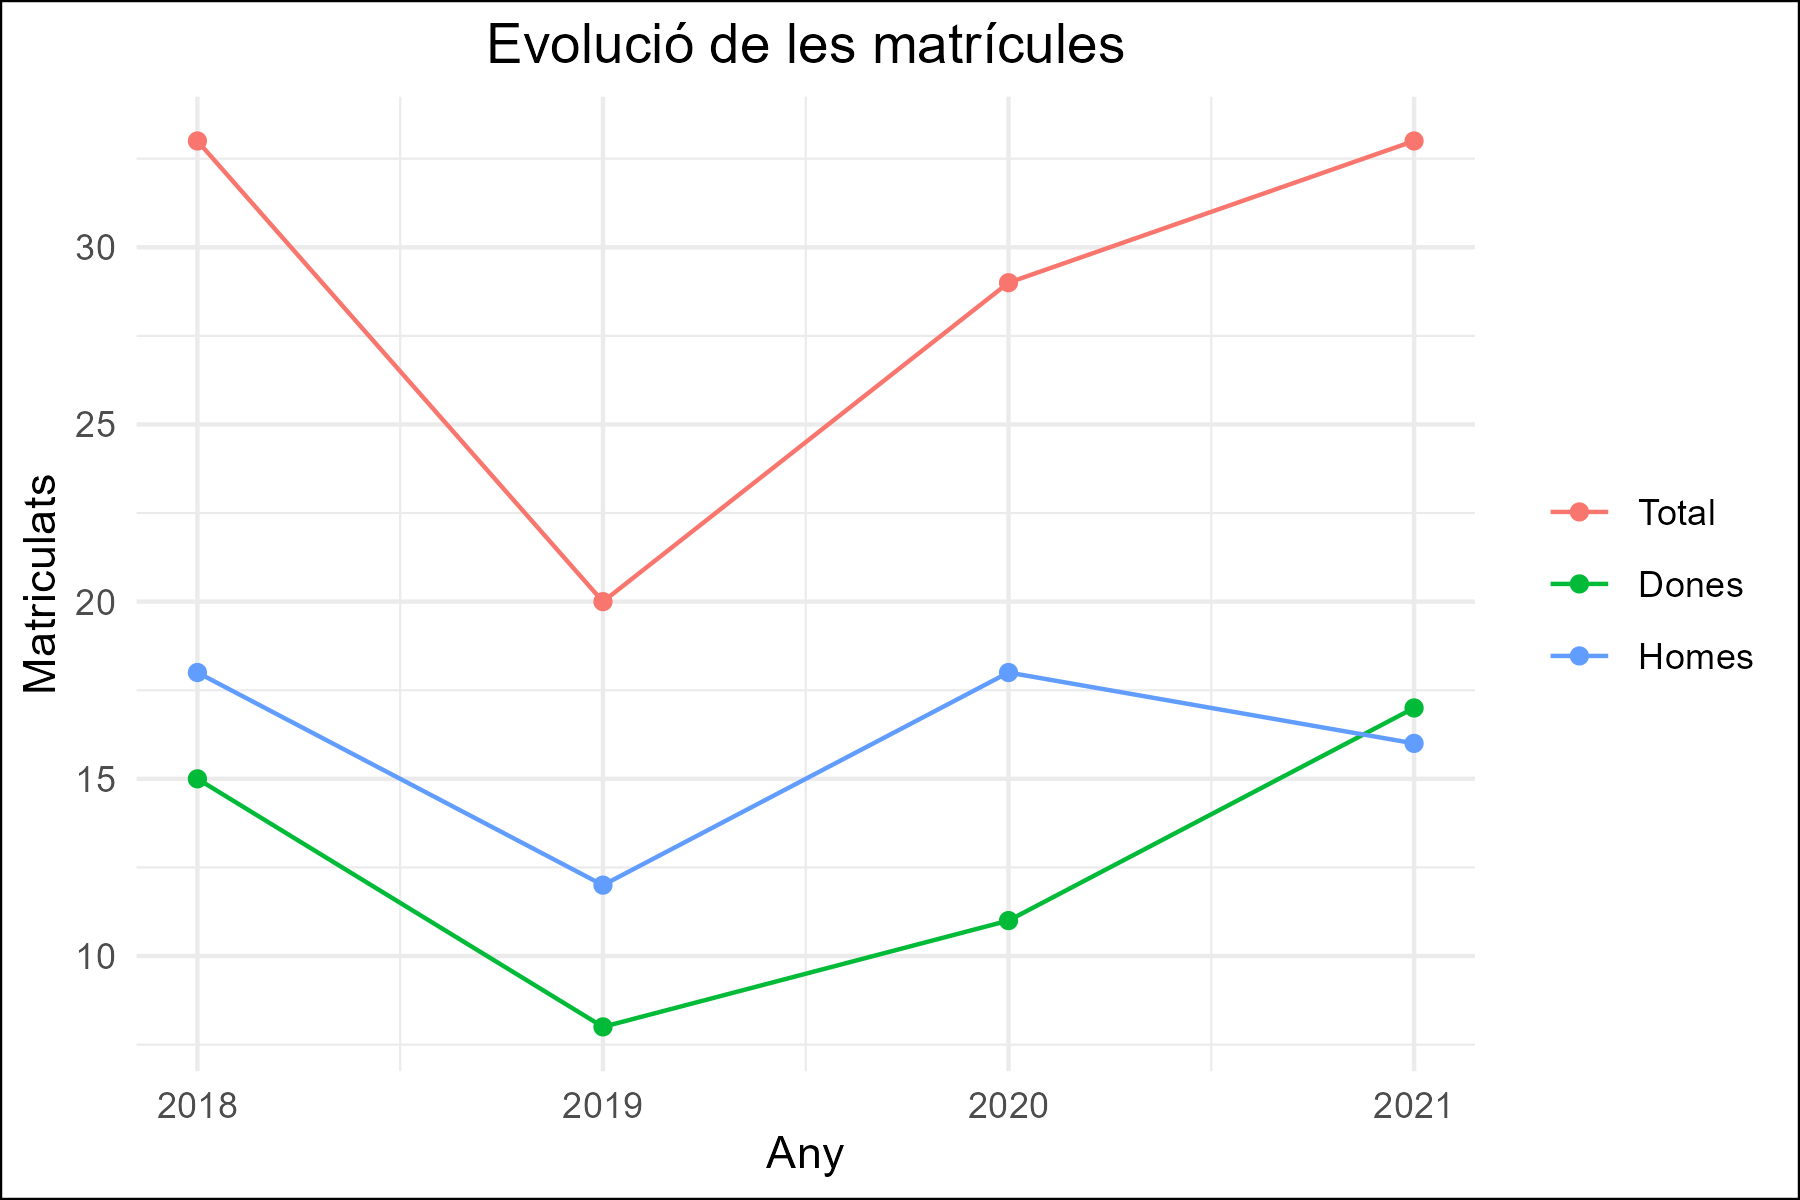 Evolució de les matrícules
Matriculats
30
25
20
15
10
2018 2019 2020 2021
Any
Total
Dones
Homes